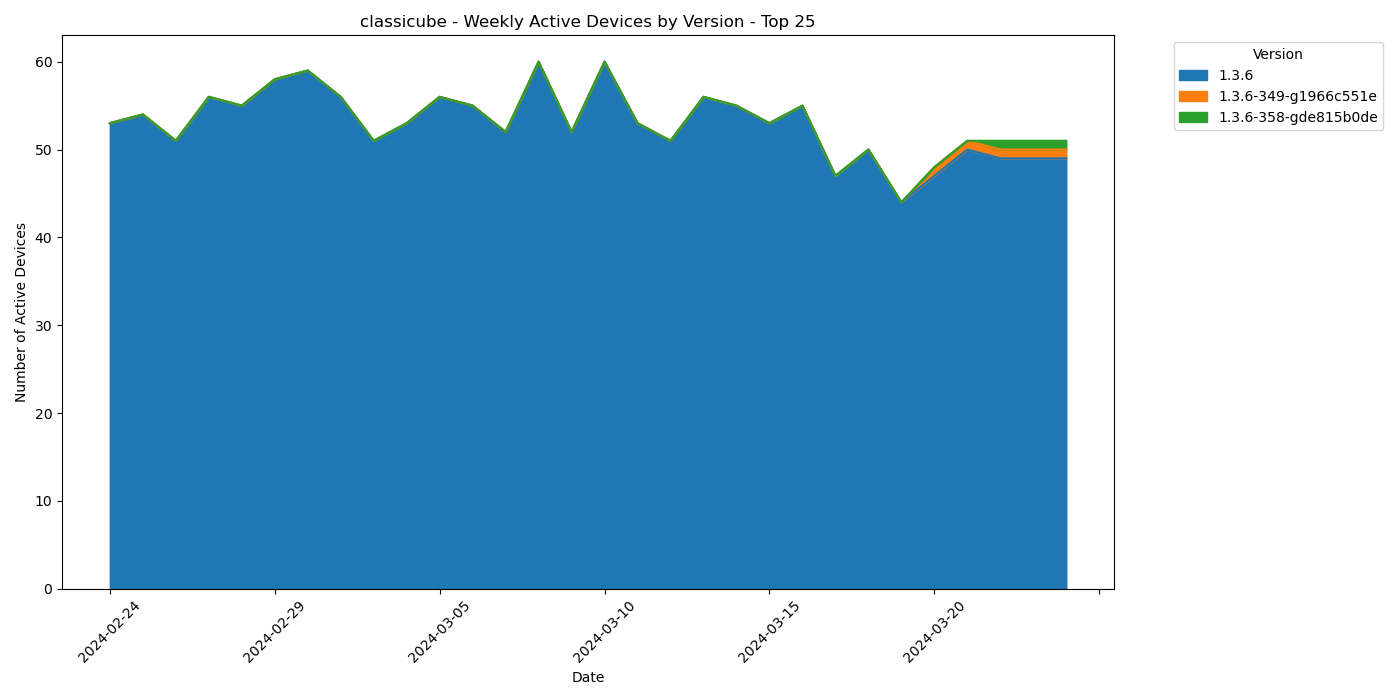 classicube - Weekly Active Devices by Version - Top 25
Version
1.3.6
1.3.6-349-g1966c551e
1.3.6-358-gde815b0de
Number of Active Devices
60
50
40
30
20
10
0
2024-02-24
2024-02-29
2024-03-05
2024-03-10
2024-03-15
2024-03-20
Date